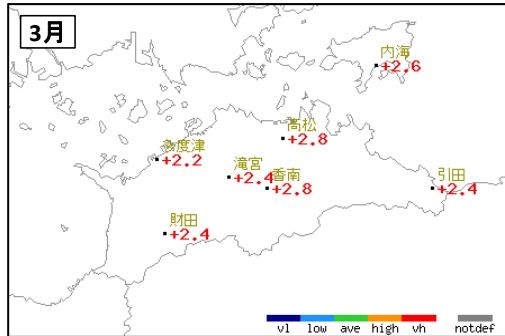 3月
内海
+2.6
高松
+2.8
多度津
+2.2
滝宮
+2.4
香南
+2.8
引田
+2.4
財田
+2.4
vl low ave high vh notdef